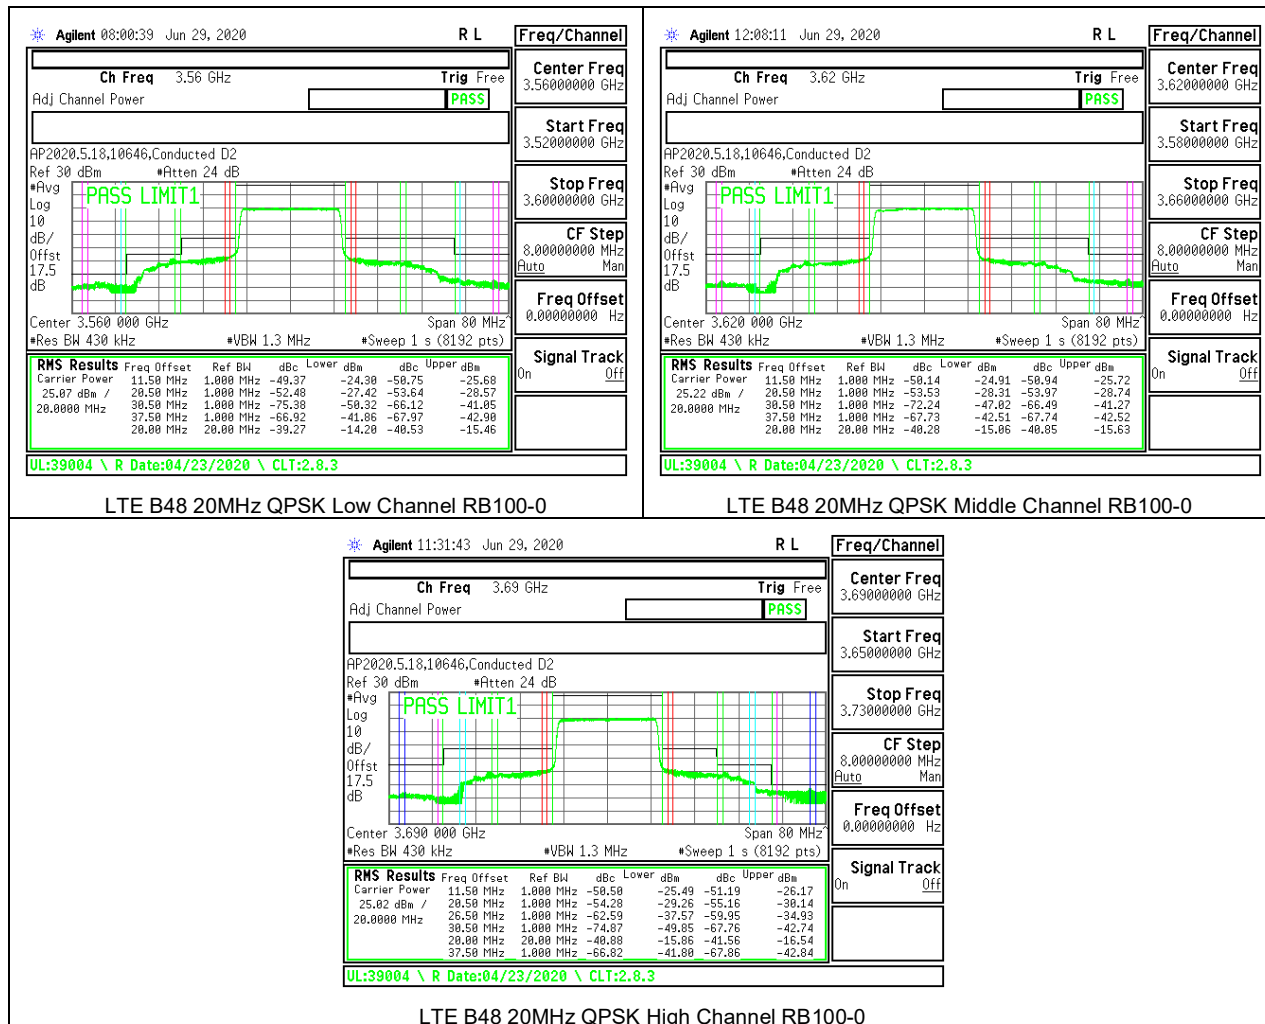 Agilent 08:00:39 Jun 29, 2020 R L Freq/Channel
Ch Freq 3.56 GHz Trig Free
Adj Channel Power PASS
Center Freq
3.56000000 GHz
Start Freq
3.52000000 GHz
AP2020.5.18,10646,Conducted D2
Ref 30 dBm #Atten 24 dB
#Avg
Log
10
dB/
Offst
17.5
dB
PASS LIMIT1
Stop Freq
3.60000000 GHz
CF Step
8.00000000 MHz
Auto Man
Freq Offset
0.00000000 Hz
Center 3.560 000 GHz Span 80 MHz^
#Res BW 430 kHz #VBW 1.3 MHz #Sweep 1 s (8192 pts)
Signal Track
On Off
RMS Results Freq Offset Ref BW dBc Lower dBm dBc Upper dBm
Carrier Power 11.50 MHz 1.000 MHz -49.37 -24.30 -50.75 -25.68
25.07 dBm / 20.50 MHz 1.000 MHz -52.48 -27.42 -53.64 -28.57
20.0000 MHz 30.50 MHz 1.000 MHz -75.38 -50.32 -66.12 -41.05
37.50 MHz 1.000 MHz -66.92 -41.86 -67.97 -42.90
20.00 MHz 20.00 MHz -39.27 -14.20 -40.53 -15.46
UL:39004 \ R Date:04/23/2020 \ CLT:2.8.3
LTE B48 20MHz QPSK Low Channel RB100-0
Agilent 12:08:11 Jun 29, 2020 R L Freq/Channel
Ch Freq 3.62 GHz Trig Free
Adj Channel Power PASS
Center Freq
3.62000000 GHz
Start Freq
3.58000000 GHz
AP2020.5.18,10646,Conducted D2
Ref 30 dBm #Atten 24 dB
#Avg
Log
10
dB/
Offst
17.5
dB
PASS LIMIT1
Stop Freq
3.66000000 GHz
CF Step
8.00000000 MHz
Auto Man
Freq Offset
0.00000000 Hz
Center 3.620 000 GHz Span 80 MHz^
#Res BW 430 kHz #VBW 1.3 MHz #Sweep 1 s (8192 pts)
Signal Track
On Off
RMS Results Freq Offset Ref BW dBc Lower dBm dBc Upper dBm
Carrier Power 11.50 MHz 1.000 MHz -50.14 -24.91 -50.94 -25.72
25.22 dBm / 20.50 MHz 1.000 MHz -53.53 -28.31 -53.97 -28.74
20.0000 MHz 30.50 MHz 1.000 MHz -72.24 -47.02 -66.49 -41.27
37.50 MHz 1.000 MHz -67.73 -42.51 -67.74 -42.52
20.00 MHz 20.00 MHz -40.28 -15.06 -40.85 -15.63
UL:39004 \ R Date:04/23/2020 \ CLT:2.8.3
LTE B48 20MHz QPSK Middle Channel RB100-0
Agilent 11:31:43 Jun 29, 2020 R L Freq/Channel
Ch Freq 3.69 GHz Trig Free
Adj Channel Power PASS
Center Freq
3.69000000 GHz
Start Freq
3.65000000 GHz
AP2020.5.18,10646,Conducted D2
Ref 30 dBm #Atten 24 dB
#Avg
Log
10
dB/
Offst
17.5
dB
PASS LIMIT1
Stop Freq
3.73000000 GHz
CF Step
8.00000000 MHz
Auto Man
Freq Offset
0.00000000 Hz
Center 3.690 000 GHz Span 80 MHz^
#Res BW 430 kHz #VBW 1.3 MHz #Sweep 1 s (8192 pts)
Signal Track
On Off
RMS Results Freq Offset Ref BW dBc Lower dBm dBc Upper dBm
Carrier Power 11.50 MHz 1.000 MHz -50.50 -25.49 -51.19 -26.17
25.02 dBm / 20.50 MHz 1.000 MHz -54.28 -29.26 -55.16 -30.14
20.0000 MHz 26.50 MHz 1.000 MHz -62.59 -37.57 -59.95 -34.93
30.50 MHz 1.000 MHz -74.87 -49.85 -67.76 -42.74
20.00 MHz 20.00 MHz -40.88 -15.86 -41.56 -16.54
37.50 MHz 1.000 MHz -66.82 -41.80 -67.86 -42.84
UL:39004 \ R Date:04/23/2020 \ CLT:2.8.3
LTE B48 20MHz QPSK High Channel RB100-0